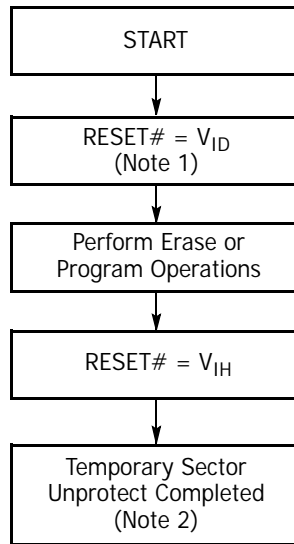 START
RESET# = VID
(Note 1)
Perform Erase or
Program Operations
RESET# = VIH
Temporary Sector
Unprotect Completed
(Note 2)